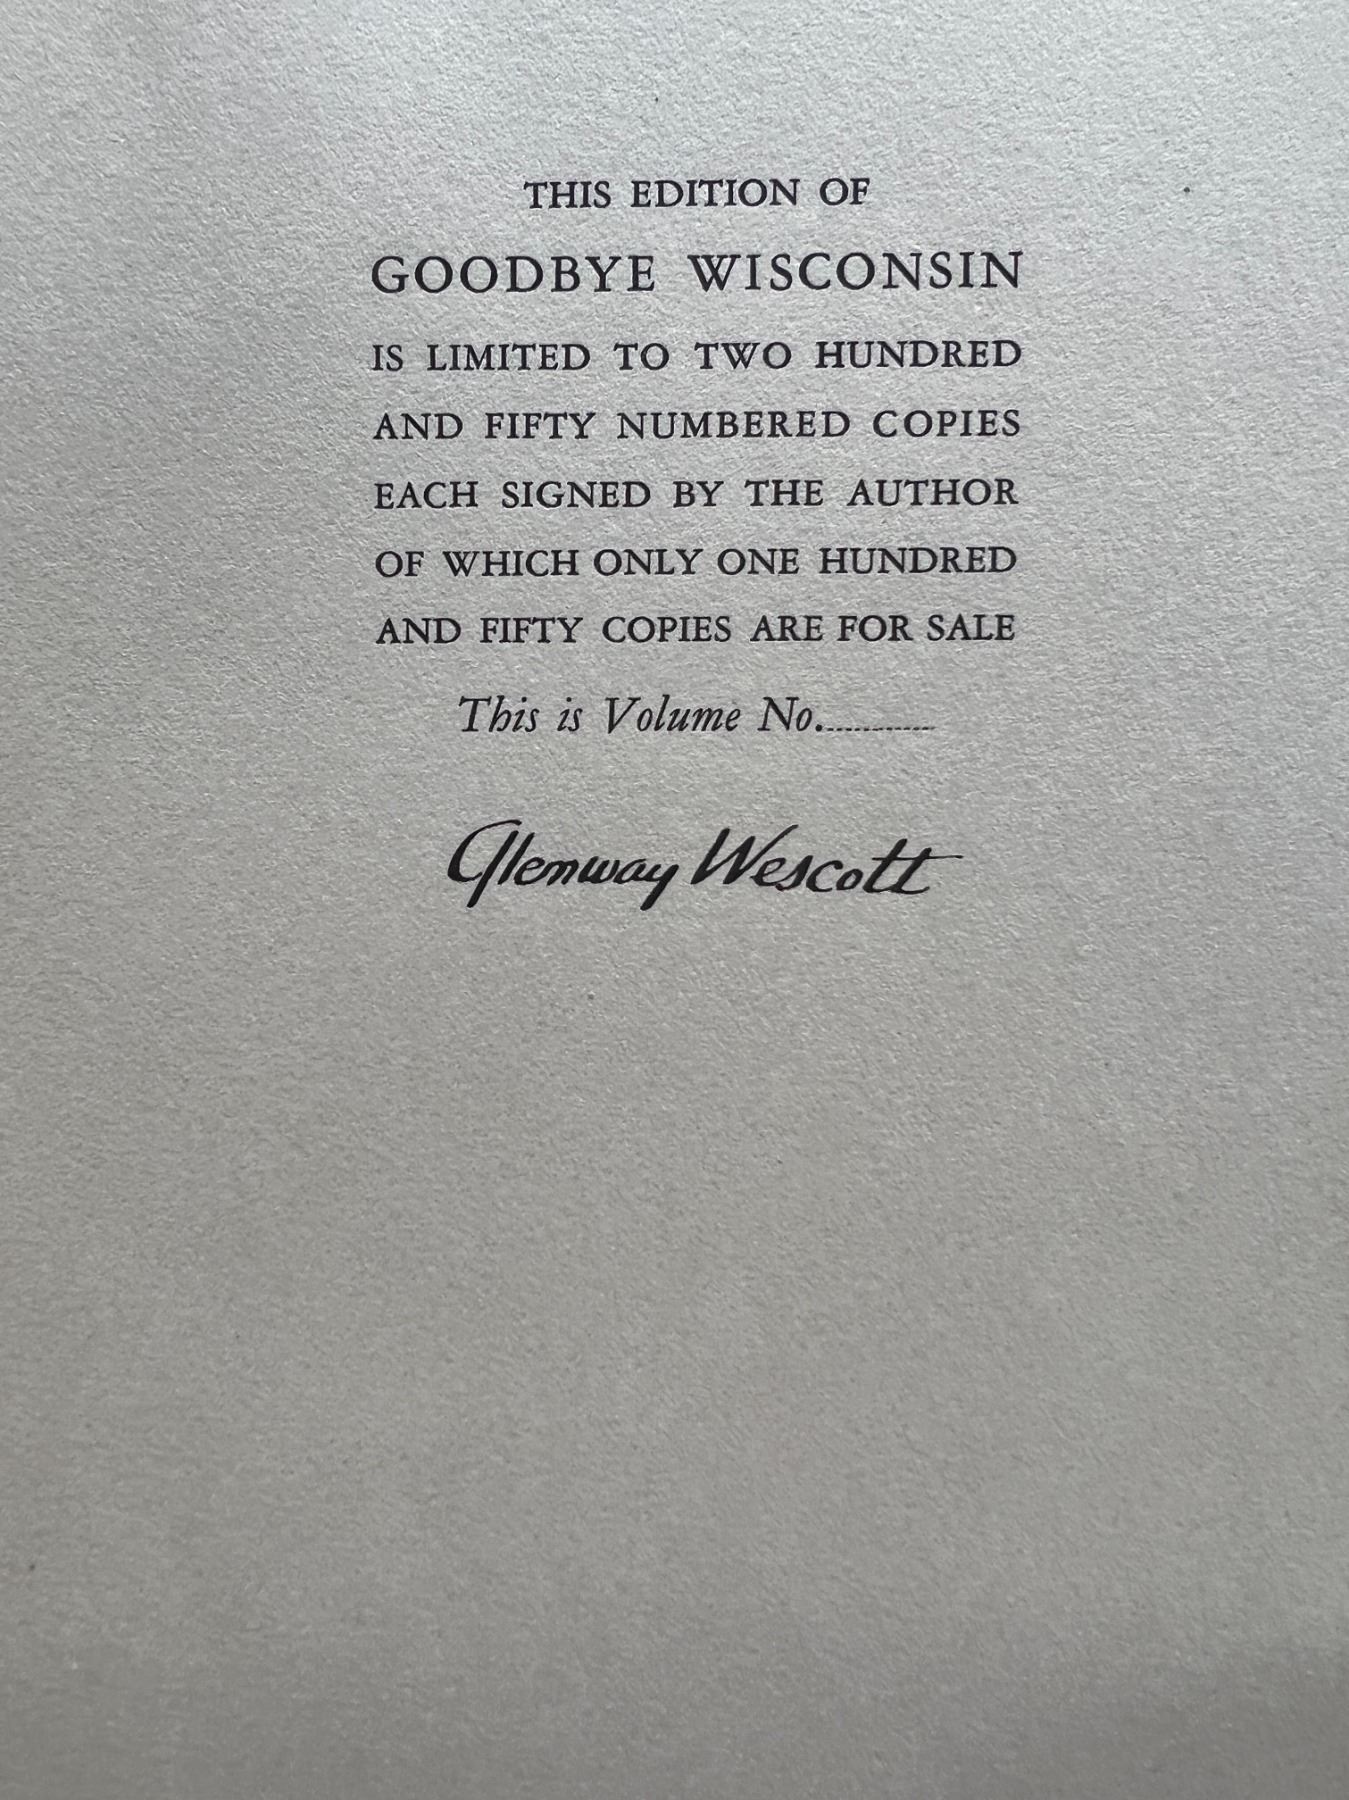 THIS EDITION OF
GOODBYE WISCONSIN
IS LIMITED TO TWO HUNDRED
AND FIFTY NUMBERED COPIES
EACH SIGNED BY THE AUTHOR
OF WHICH ONLY ONE HUNDRED
AND FIFTY COPIES ARE FOR SALE
This is Volume No............
Glenway Wescott